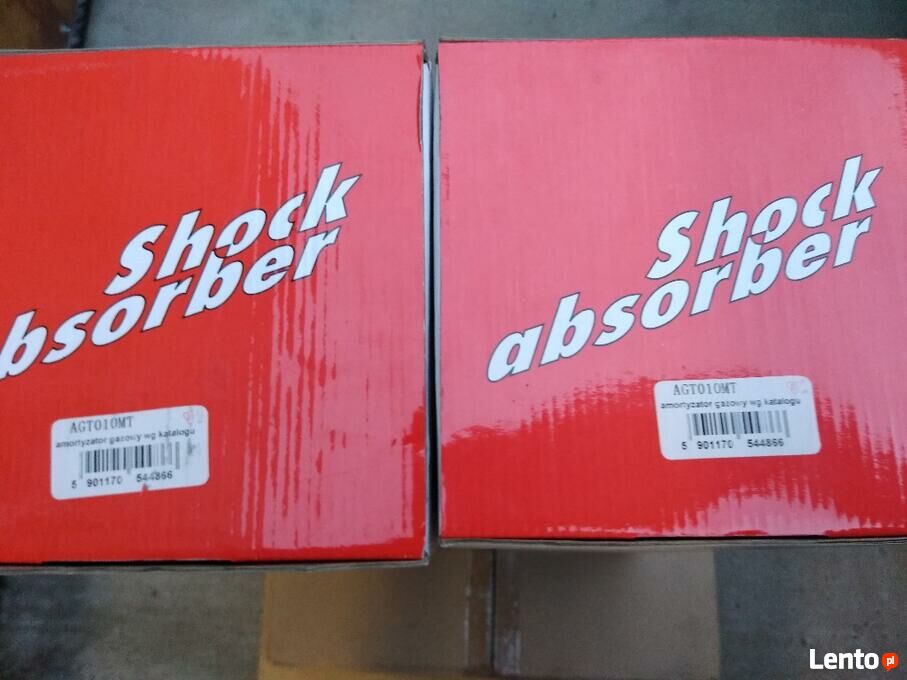 Shock
absorber
AGT010MT
amortyzator gazowy wg katalogu
5 901170 544866
Shock
absorber
AGT010MT
amortyzator gazowy wg katalogu
5 901170 544866
Lento pl